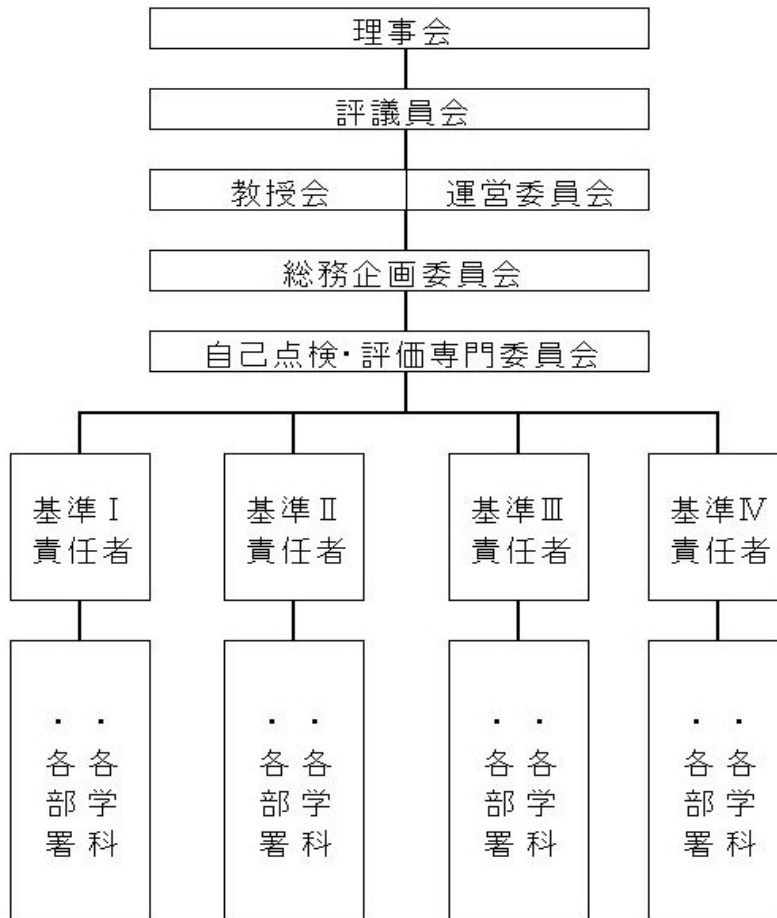 理事会
評議員会
教授会
運営委員会
総務企画委員会
自己点検・評価専門委員会
基準Ⅰ
責任者
基準Ⅱ
責任者
基準Ⅲ
責任者
基準Ⅳ
責任者
・各学科
・各部署
・各学科
・各部署
・各学科
・各部署
・各学科
・各部署